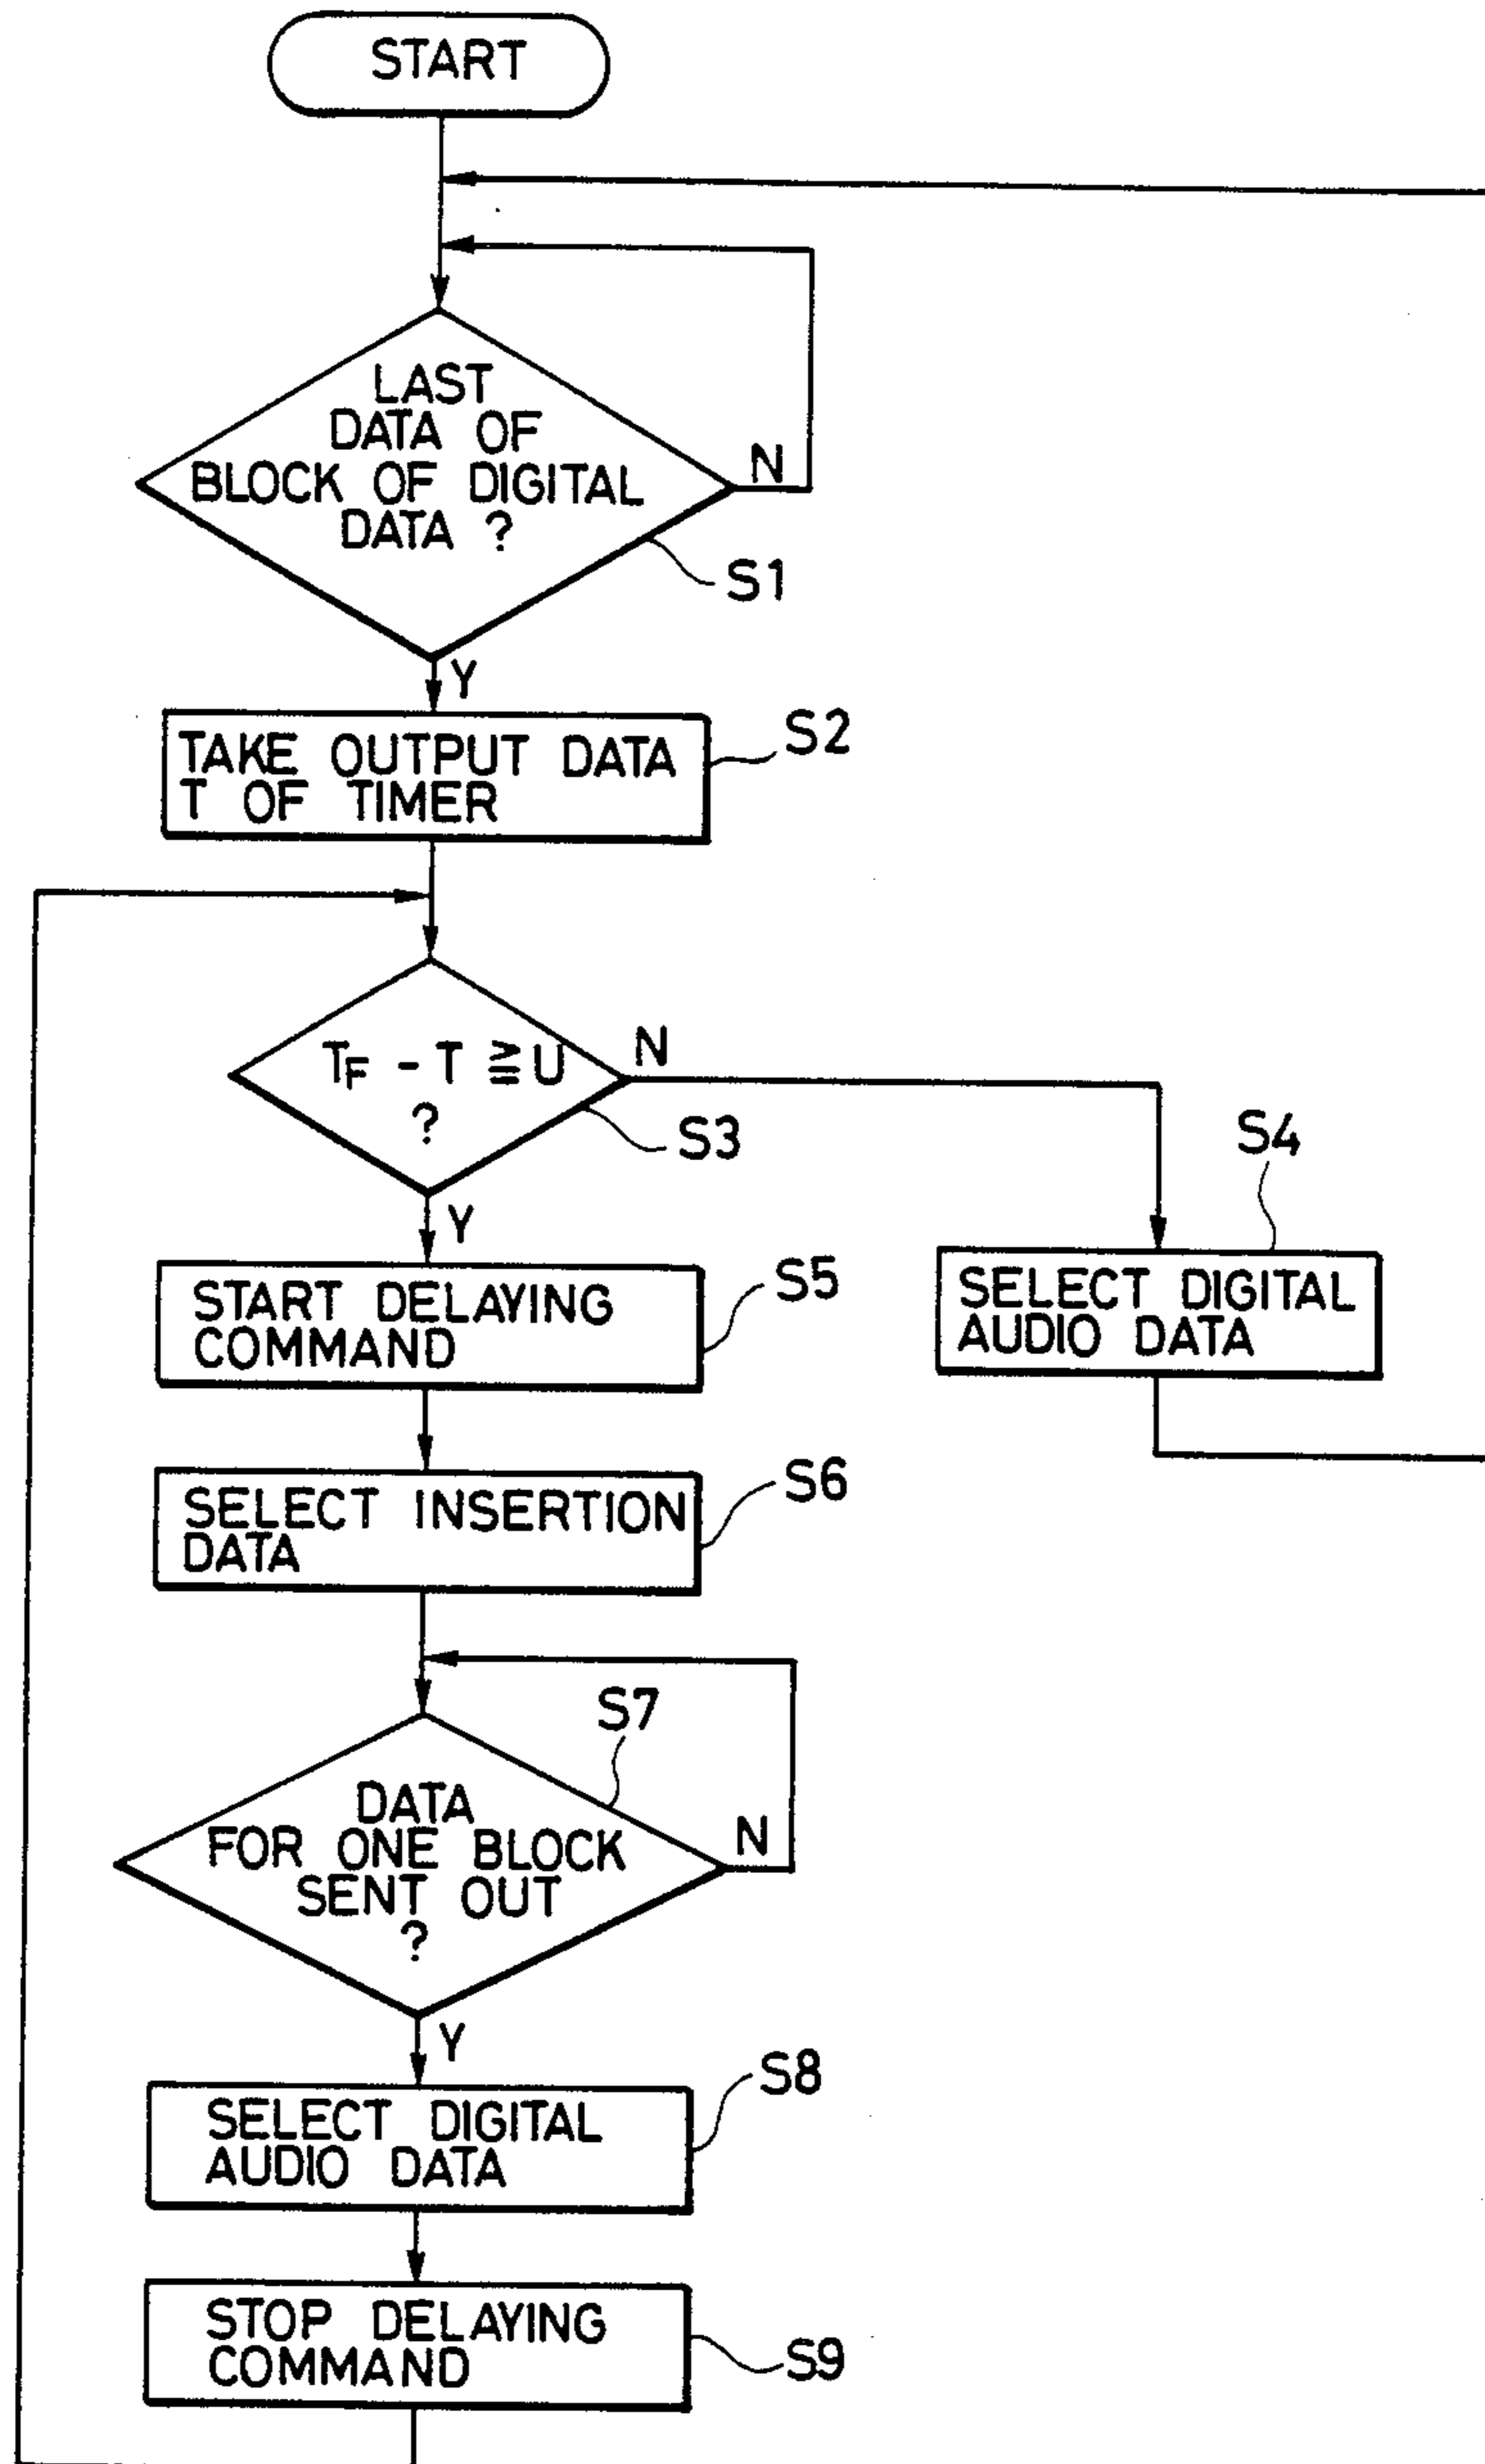 START
LAST
DATA OF
BLOCK OF DIGITAL
DATA ?
N
S1
Y
S2
TAKE OUTPUT DATA
T OF TIMER
TF - T ≧ U
?
N
S3
Y
S4
SELECT DIGITAL
AUDIO DATA
S5
START DELAYING
COMMAND
S6
SELECT INSERTION
DATA
S7
DATA
FOR ONE BLOCK
SENT OUT
?
N
Y
S8
SELECT DIGITAL
AUDIO DATA
STOP DELAYING
COMMAND
S9